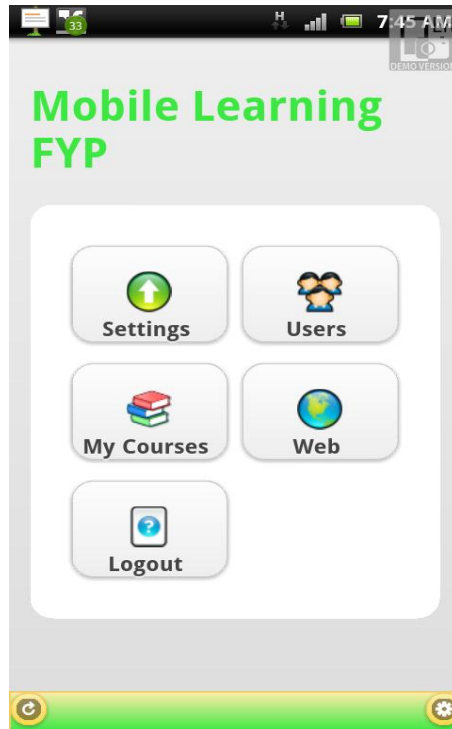 33
H
7:45 AM
DEMO VERSION
Mobile Learning
FYP
Settings
Users
My Courses
Web
Logout